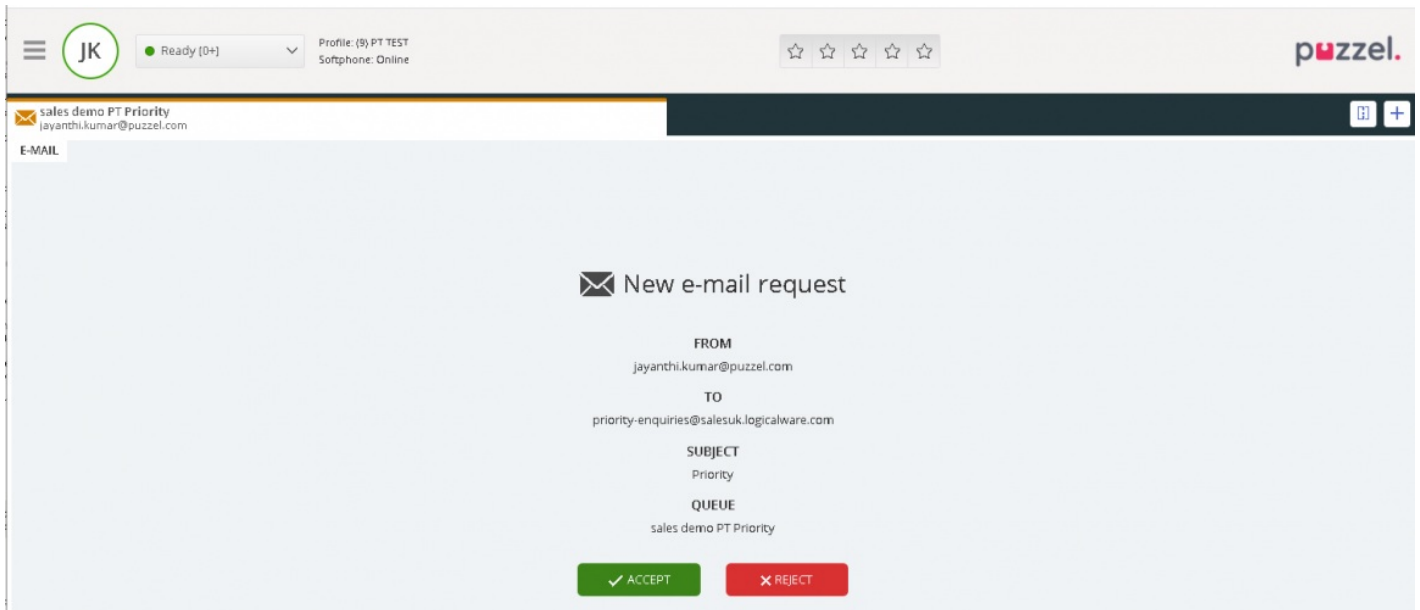 JK
Ready (0+)
Profile: (9) PT TEST
Softphone: Online
puzzel.
sales demo PT Priority
jayanthi.kumar@puzzel.com
E-MAIL
New e-mail request
FROM
jayanthi.kumar@puzzel.com
TO
priority-enquiries@salesuk.logicalware.com
SUBJECT
Priority
QUEUE
sales demo PT Priority
ACCEPT
REJECT